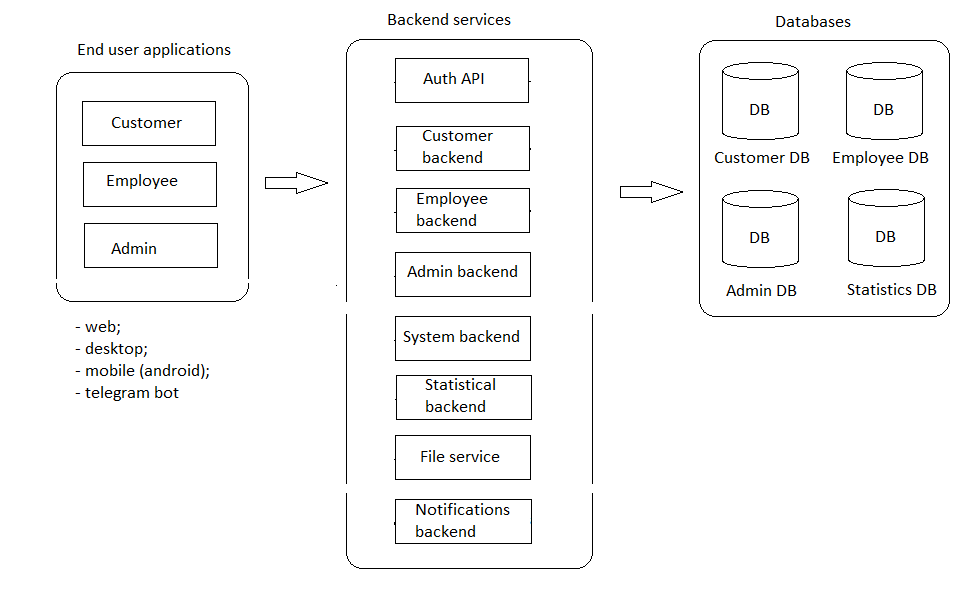 End user applications
Customer
Employee
Admin
- web;
- desktop;
- mobile (android);
- telegram bot
Backend services
Auth API
Customer
backend
Employee
backend
Admin backend
System backend
Statistical
backend
File service
Notifications
backend
Databases
DB
DB
Customer DB
Employee DB
DB
DB
Admin DB
Statistics DB